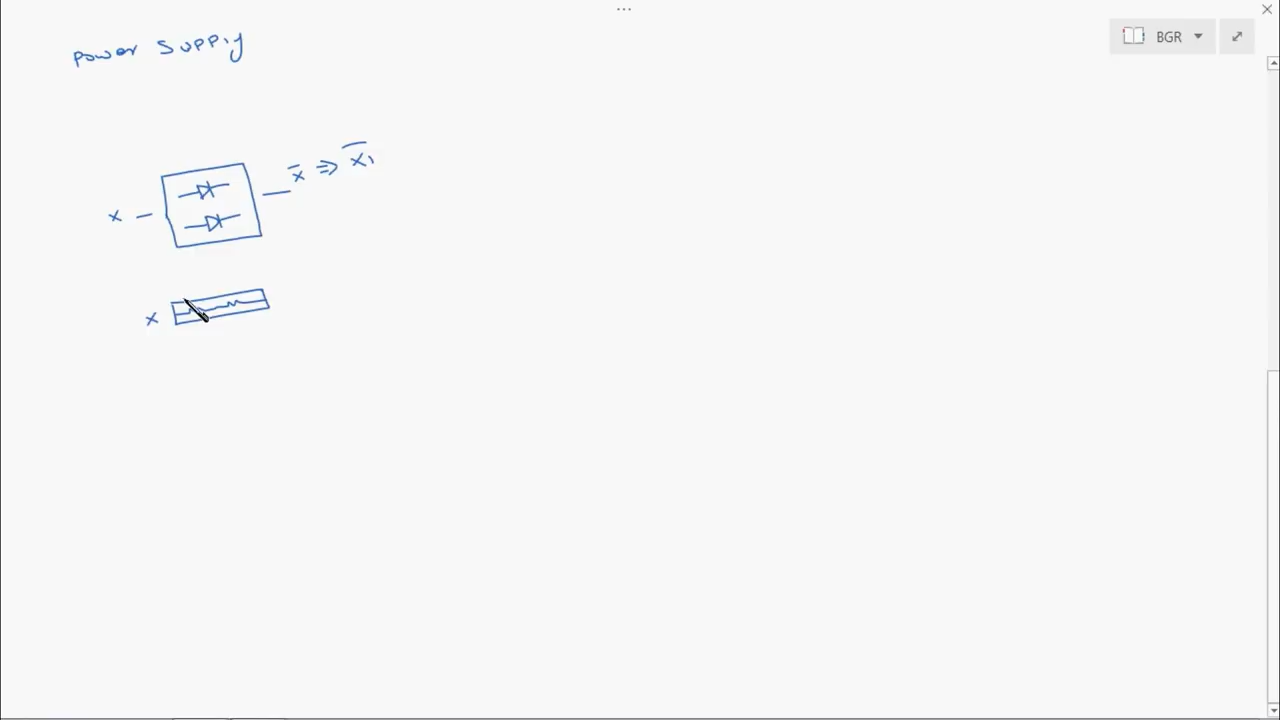 power supply
BGR
x̄ ⇒ x̄₁
x
x